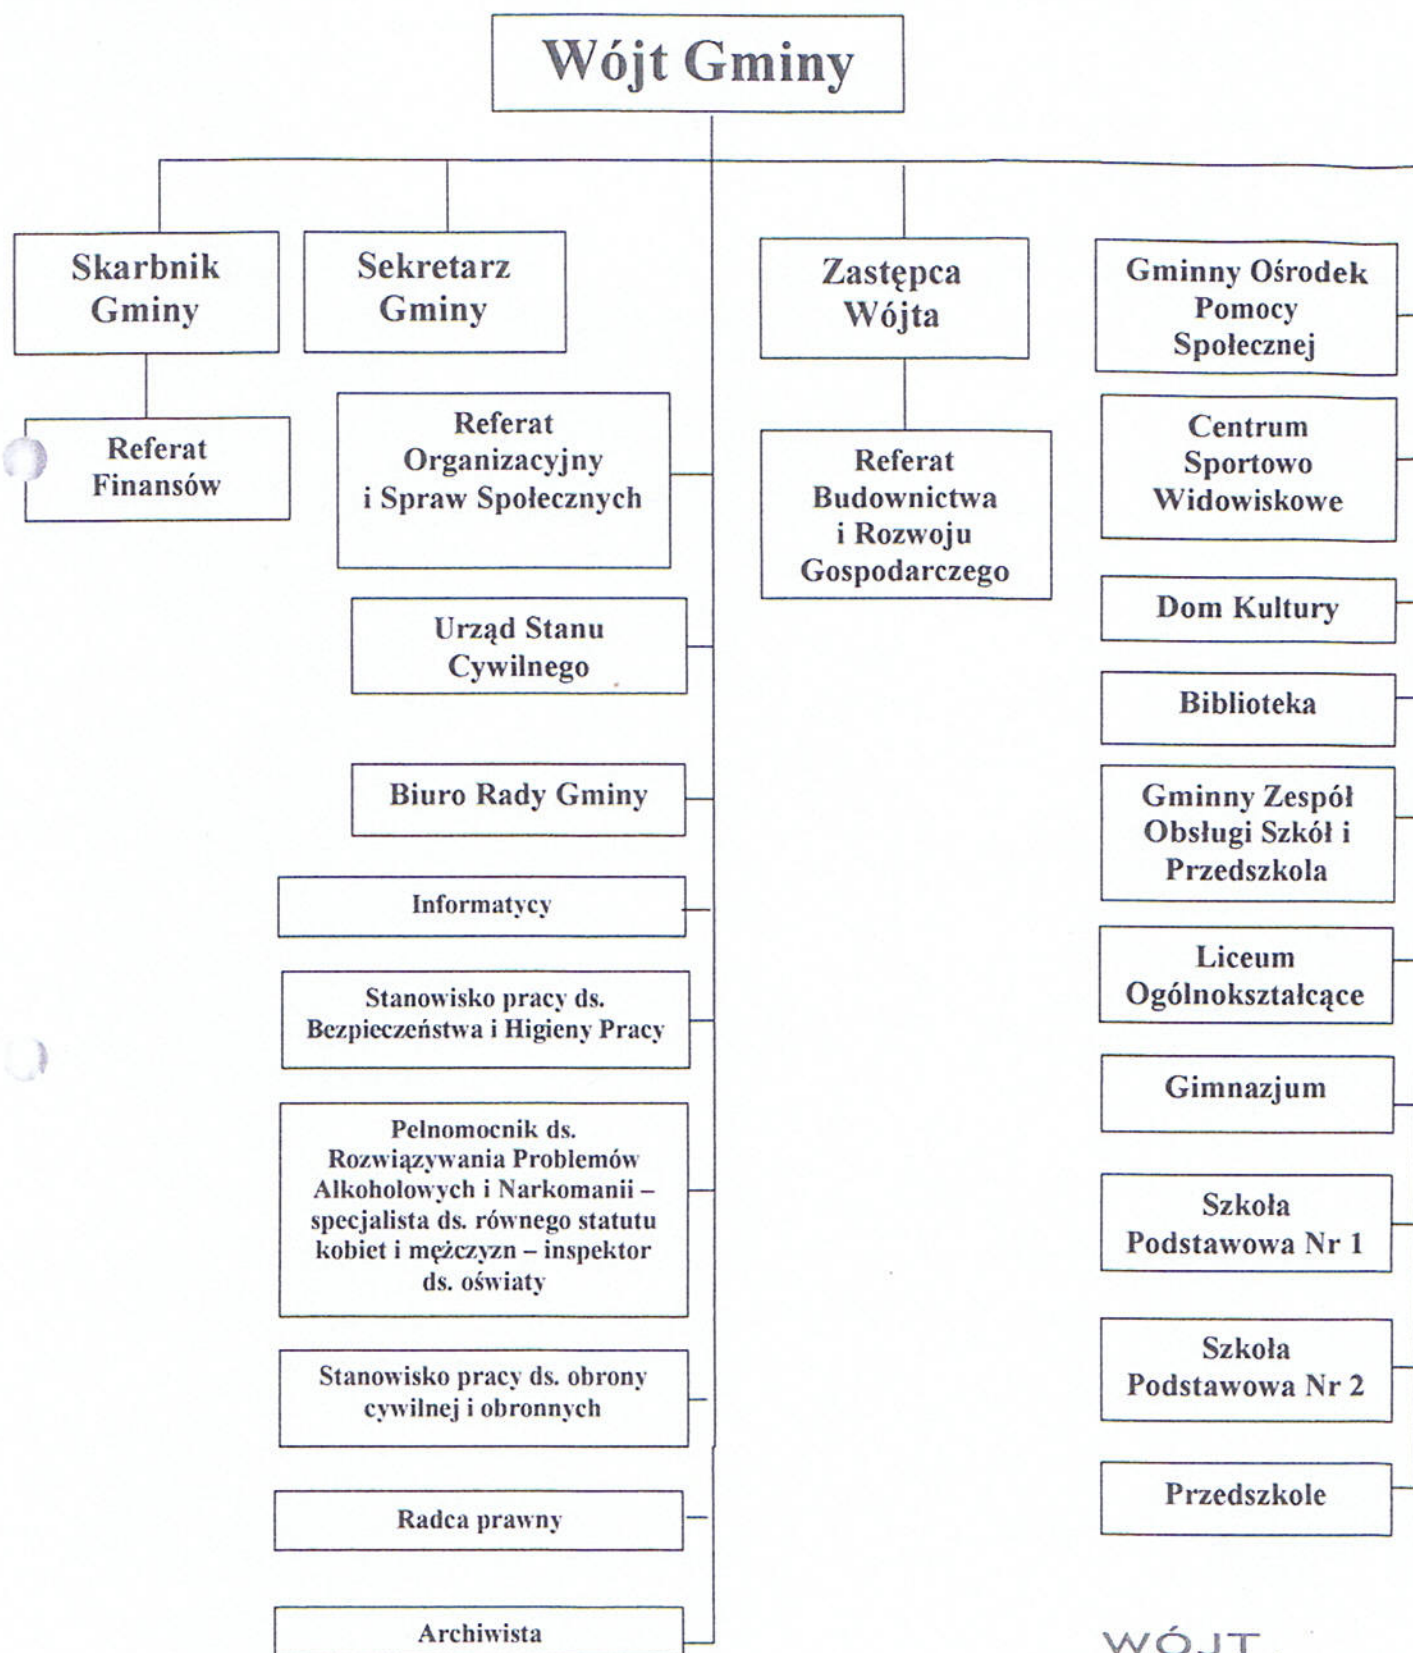 Wójt Gminy
Skarbnik
Gminy
Sekretarz
Gminy
Zastępca
Wójta
Gminny Ośrodek
Pomocy
Społecznej
Referat
Finansów
Referat
Organizacyjny
i Spraw Społecznych
Referat
Budownictwa
i Rozwoju
Gospodarczego
Centrum
Sportowo
Widowiskowe
Urząd Stanu
Cywilnego
Dom Kultury
Biblioteka
Biuro Rady Gminy
Gminny Zespół
Obsługi Szkół i
Przedszkola
Informatycy
Liceum
Ogólnokształcące
Stanowisko pracy ds.
Bezpieczeństwa i Higieny Pracy
Gimnazjum
Pełnomocnik ds.
Rozwiązywania Problemów
Alkoholowych i Narkomanii –
specjalista ds. równego statutu
kobiet i mężczyzn – inspektor
ds. oświaty
Szkoła
Podstawowa Nr 1
Szkoła
Podstawowa Nr 2
Stanowisko pracy ds. obrony
cywilnej i obronnych
Przedszkole
Radca prawny
Archiwista
WÓJT